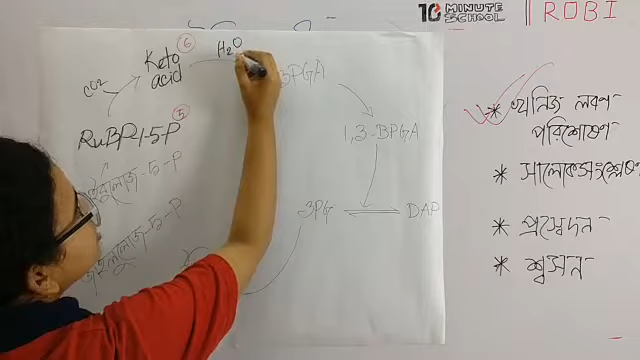 10 MINUTE SCHOOL
ROBI
H2O
Keto acid
6
CO2
3PGA
RuBP-1-5-P
5
1,3-BPGA
3PG
DAP
* খনিজ লবণ
পরিশোষণ
* সালোকসংশ্লেষণ
* প্রস্বেদন
* শ্বসন